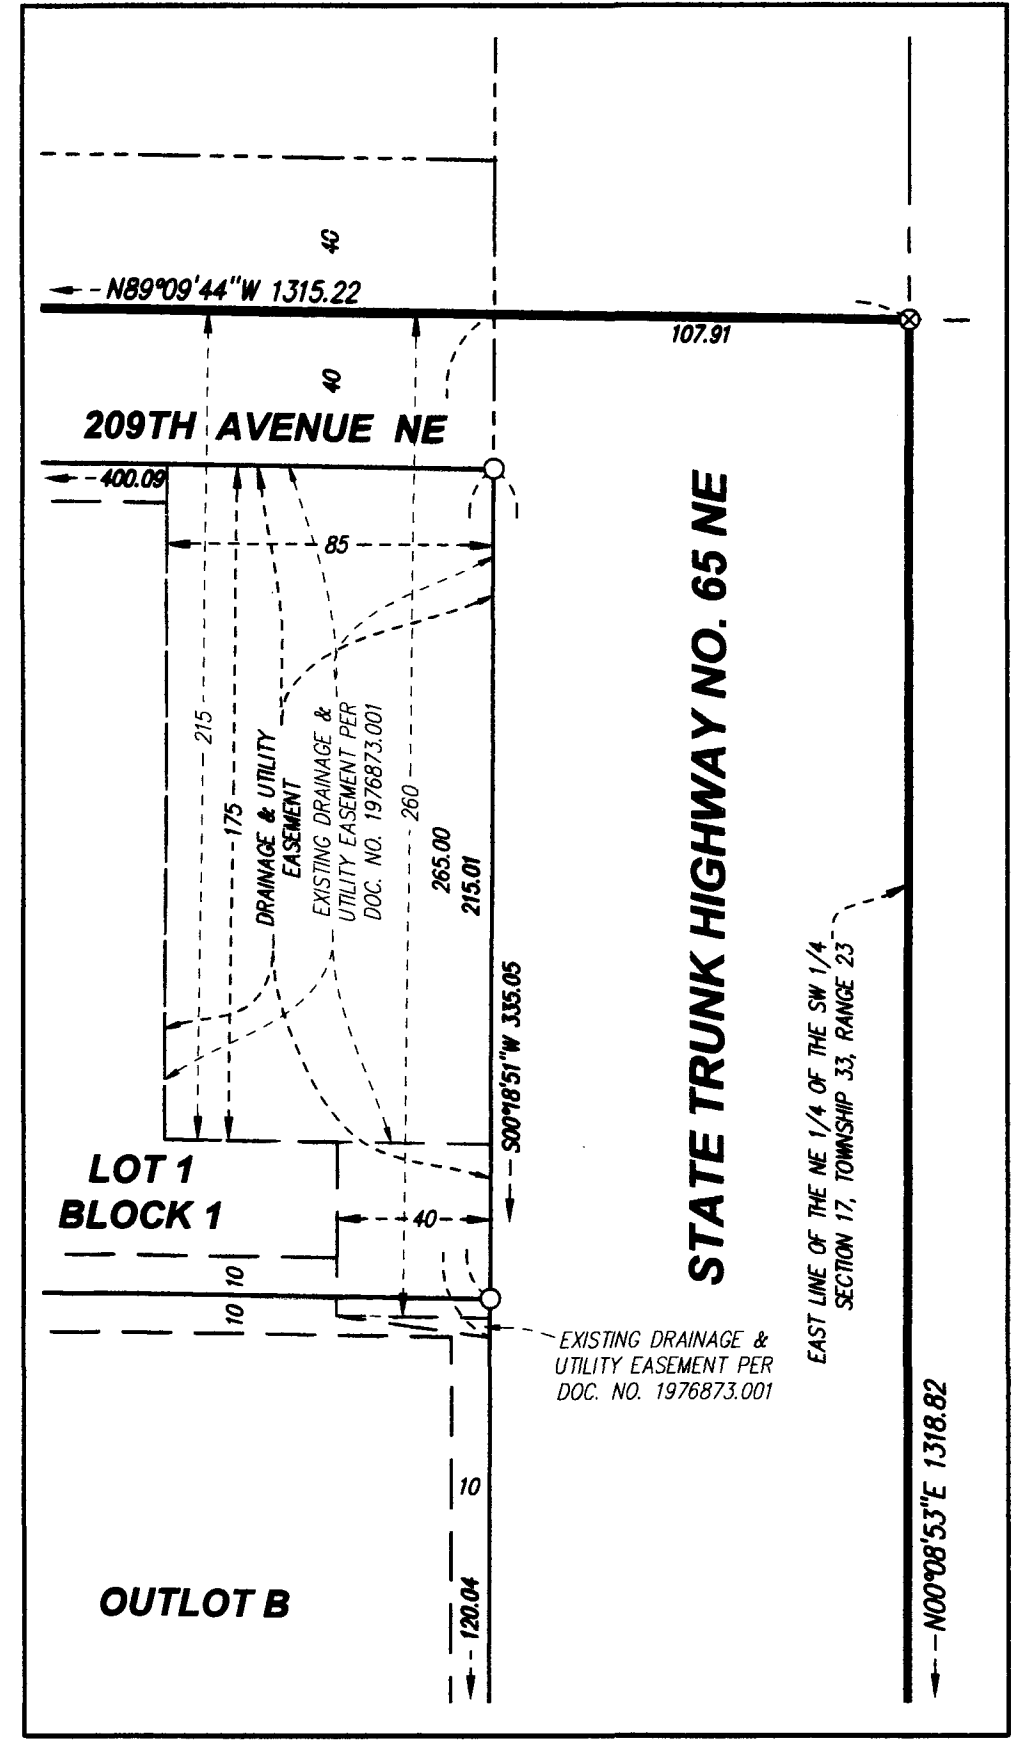 40
N89°09'44"W 1315.22
107.91
40
209TH AVENUE NE
400.09
85
215
175
DRAINAGE & UTILITY
EASEMENT
EXISTING DRAINAGE &
UTILITY EASEMENT PER
DOC. NO. 1976873.001
260
265.00
215.01
S00°18'51"W 335.05
STATE TRUNK HIGHWAY NO. 65 NE
EAST LINE OF THE NE 1/4 OF THE SW 1/4
SECTION 17, TOWNSHIP 33, RANGE 23
LOT 1
BLOCK 1
40
10
10
EXISTING DRAINAGE &
UTILITY EASEMENT PER
DOC. NO. 1976873.001
10
120.04
OUTLOT B
N00°08'53"E 1318.82